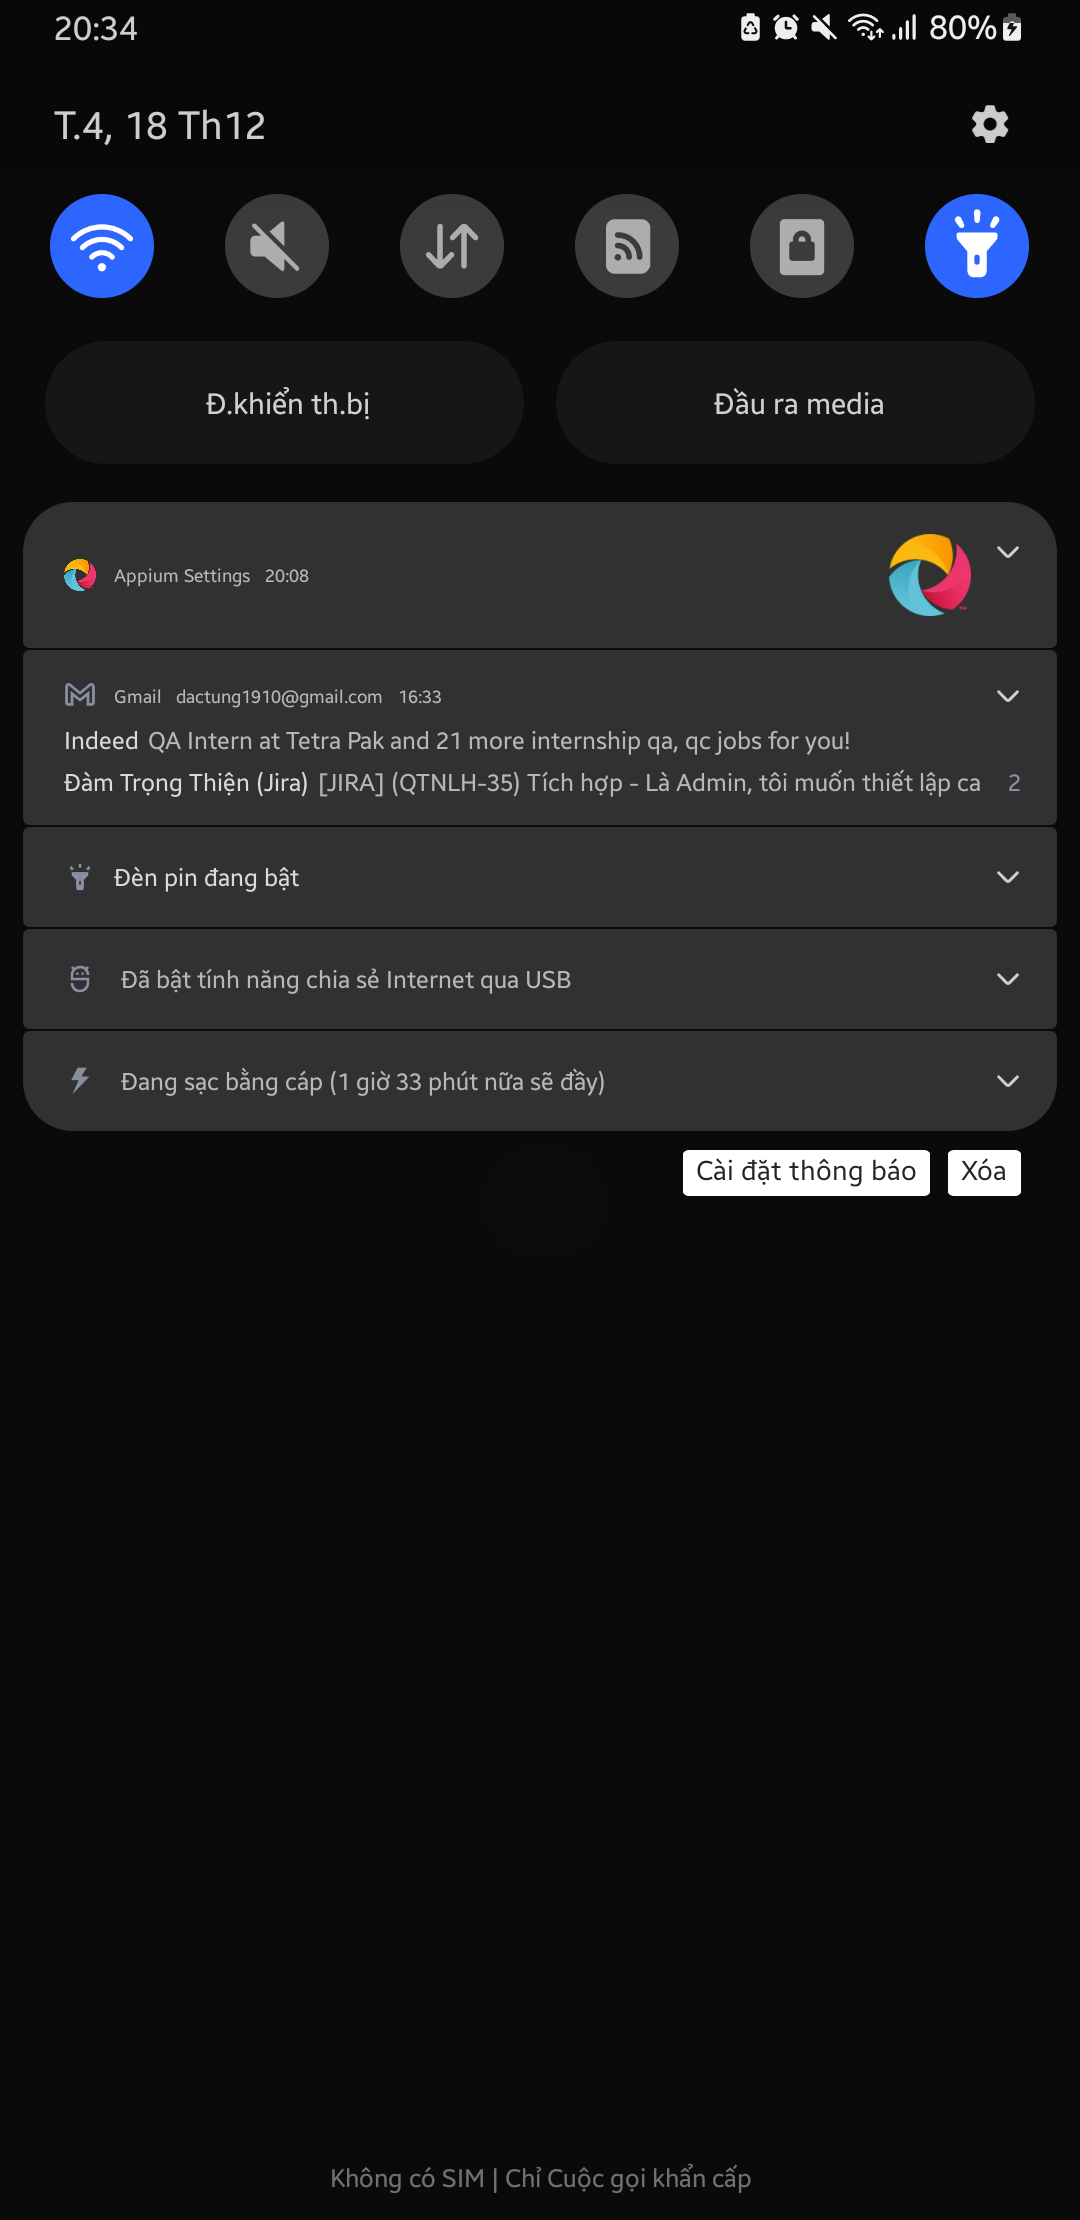 20:34
80%
T.4, 18 Th12
Đ.khiển th.bị
Đầu ra media
Appium Settings 20:08
Gmail dactung1910@gmail.com 16:33
Indeed QA Intern at Tetra Pak and 21 more internship qa, qc jobs for you!
Đàm Trọng Thiện (Jira) [JIRA] (QTNLH-35) Tích hợp - Là Admin, tôi muốn thiết lập ca 2
Đèn pin đang bật
Đã bật tính năng chia sẻ Internet qua USB
Đang sạc bằng cáp (1 giờ 33 phút nữa sẽ đầy)
Cài đặt thông báo
Xóa
Không có SIM | Chỉ Cuộc gọi khẩn cấp